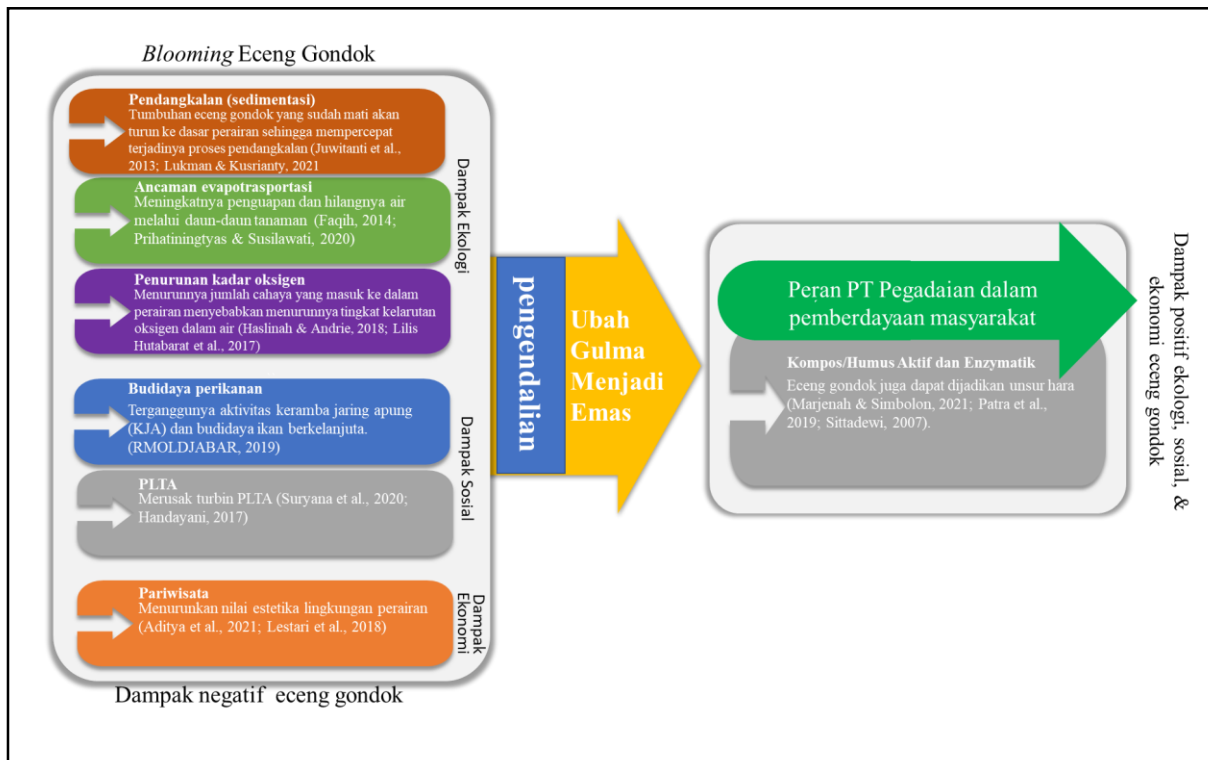 Blooming Eceng Gondok
Pendangkalan (sedimentasi)
Tumbuhan eceng gondok yang sudah mati akan
turun ke dasar perairan sehingga mempercepat
terjadinya proses pendangkalan (Juwitanti et al.,
2013; Lukman & Kusrianty, 2021
Ancaman evapotrasportasi
Meningkatnya penguapan dan hilangnya air
melalui daun-daun tanaman (Faqih, 2014;
Prihatiningtyas & Susilawati, 2020)
Penurunan kadar oksigen
Menurunnya jumlah cahaya yang masuk ke dalam
perairan menyebabkan menurunnya tingkat kelarutan
oksigen dalam air (Haslinah & Andrie, 2018; Lilis
Hutabarat et al., 2017)
Dampak Ekologi
Budidaya perikanan
Terganggunya aktivitas keramba jaring apung
(KJA) dan budidaya ikan berkelanjuta.
(RMOLDJABAR, 2019)
PLTA
Merusak turbin PLTA (Suryana et al., 2020;
Handayani, 2017)
Dampak Sosial
Pariwisata
Menurunkan nilai estetika lingkungan perairan
(Aditya et al., 2021; Lestari et al., 2018)
Dampak
Ekonomi
Dampak negatif eceng gondok
pengendalian
Ubah
Gulma
Menjadi
Emas
Peran PT Pegadaian dalam
pemberdayaan masyarakat
Kompos/Humus Aktif dan Enzymatik
Eceng gondok juga dapat dijadikan unsur hara
(Marjenah & Simbolon, 2021; Patra et al.,
2019; Sittadewi, 2007).
Dampak positif ekologi, sosial, &
ekonomi eceng gondok